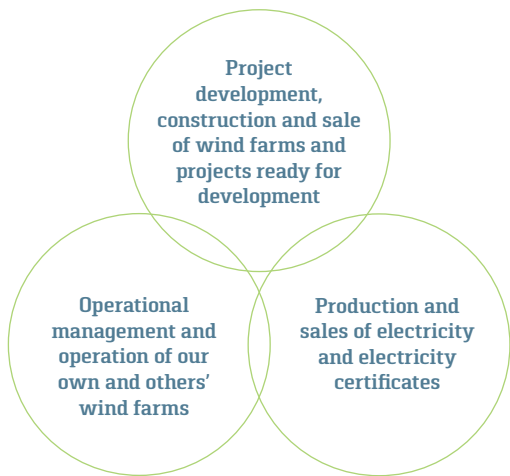 Project
development,
construction and sale
of wind farms and
projects ready for
development
Operational
management and
operation of our
own and others’
wind farms
Production and
sales of electricity
and electricity
certificates